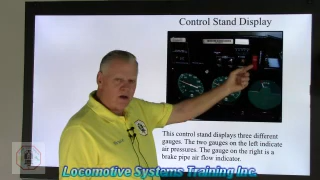 Control Stand Display
This control stand displays three different
gauges. The two gauges on the left indicate
air pressures. The gauge on the right is a
brake pipe air flow indicator.
Locomotive Systems Training Inc